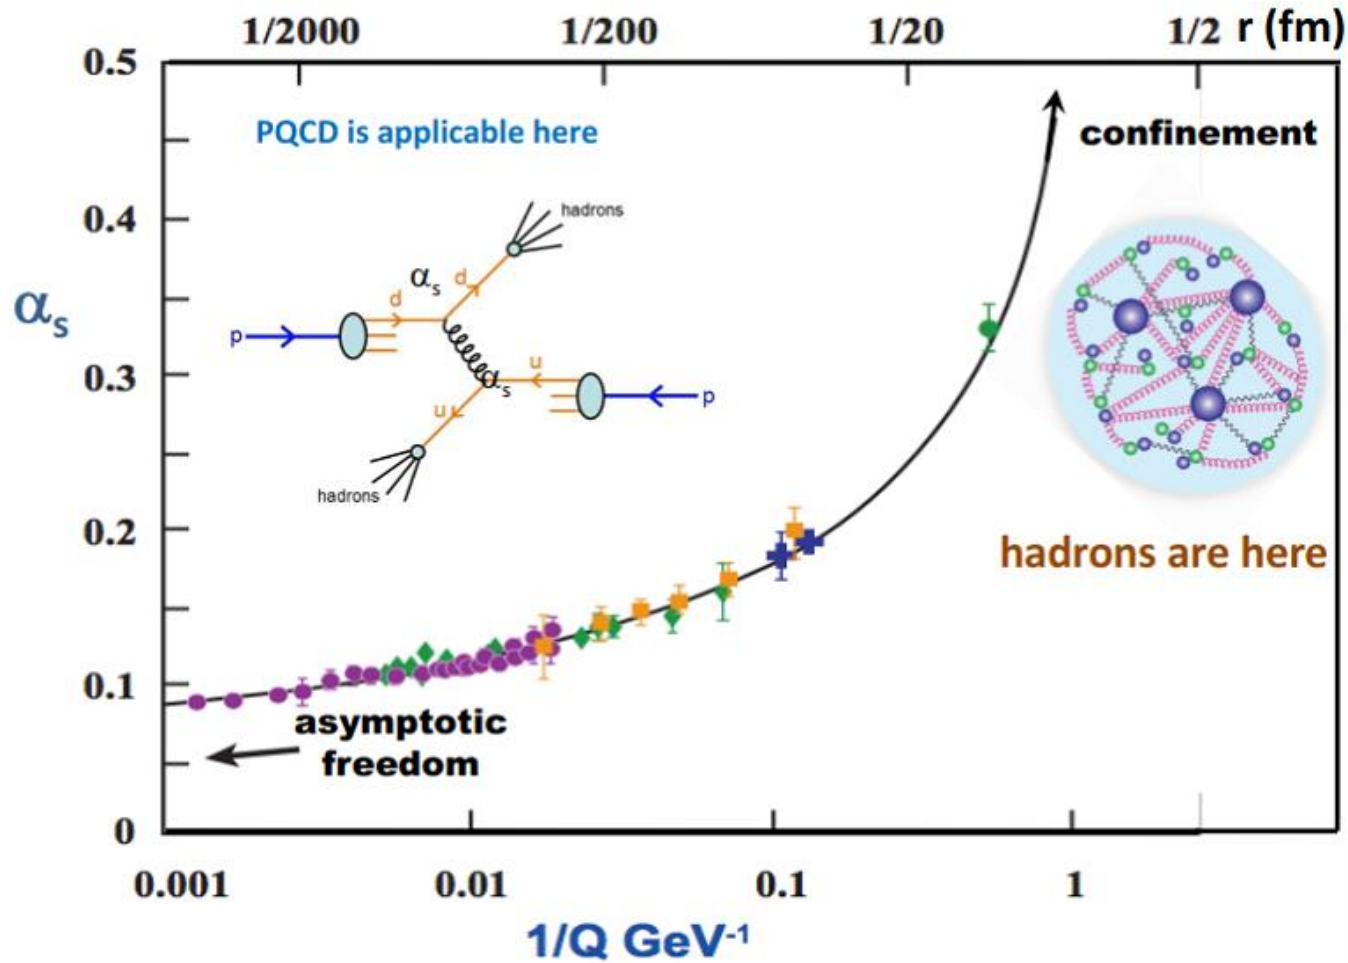 1/2000 1/200 1/20 1/2 r (fm)
0.5
PQCD is applicable here
confinement
0.4
hadrons
αs
d
d
αs
p
u
0.3
αs
u
p
hadrons
0.2
hadrons are here
0.1
asymptotic
freedom
0
0.001 0.01 0.1 1
1/Q GeV-1